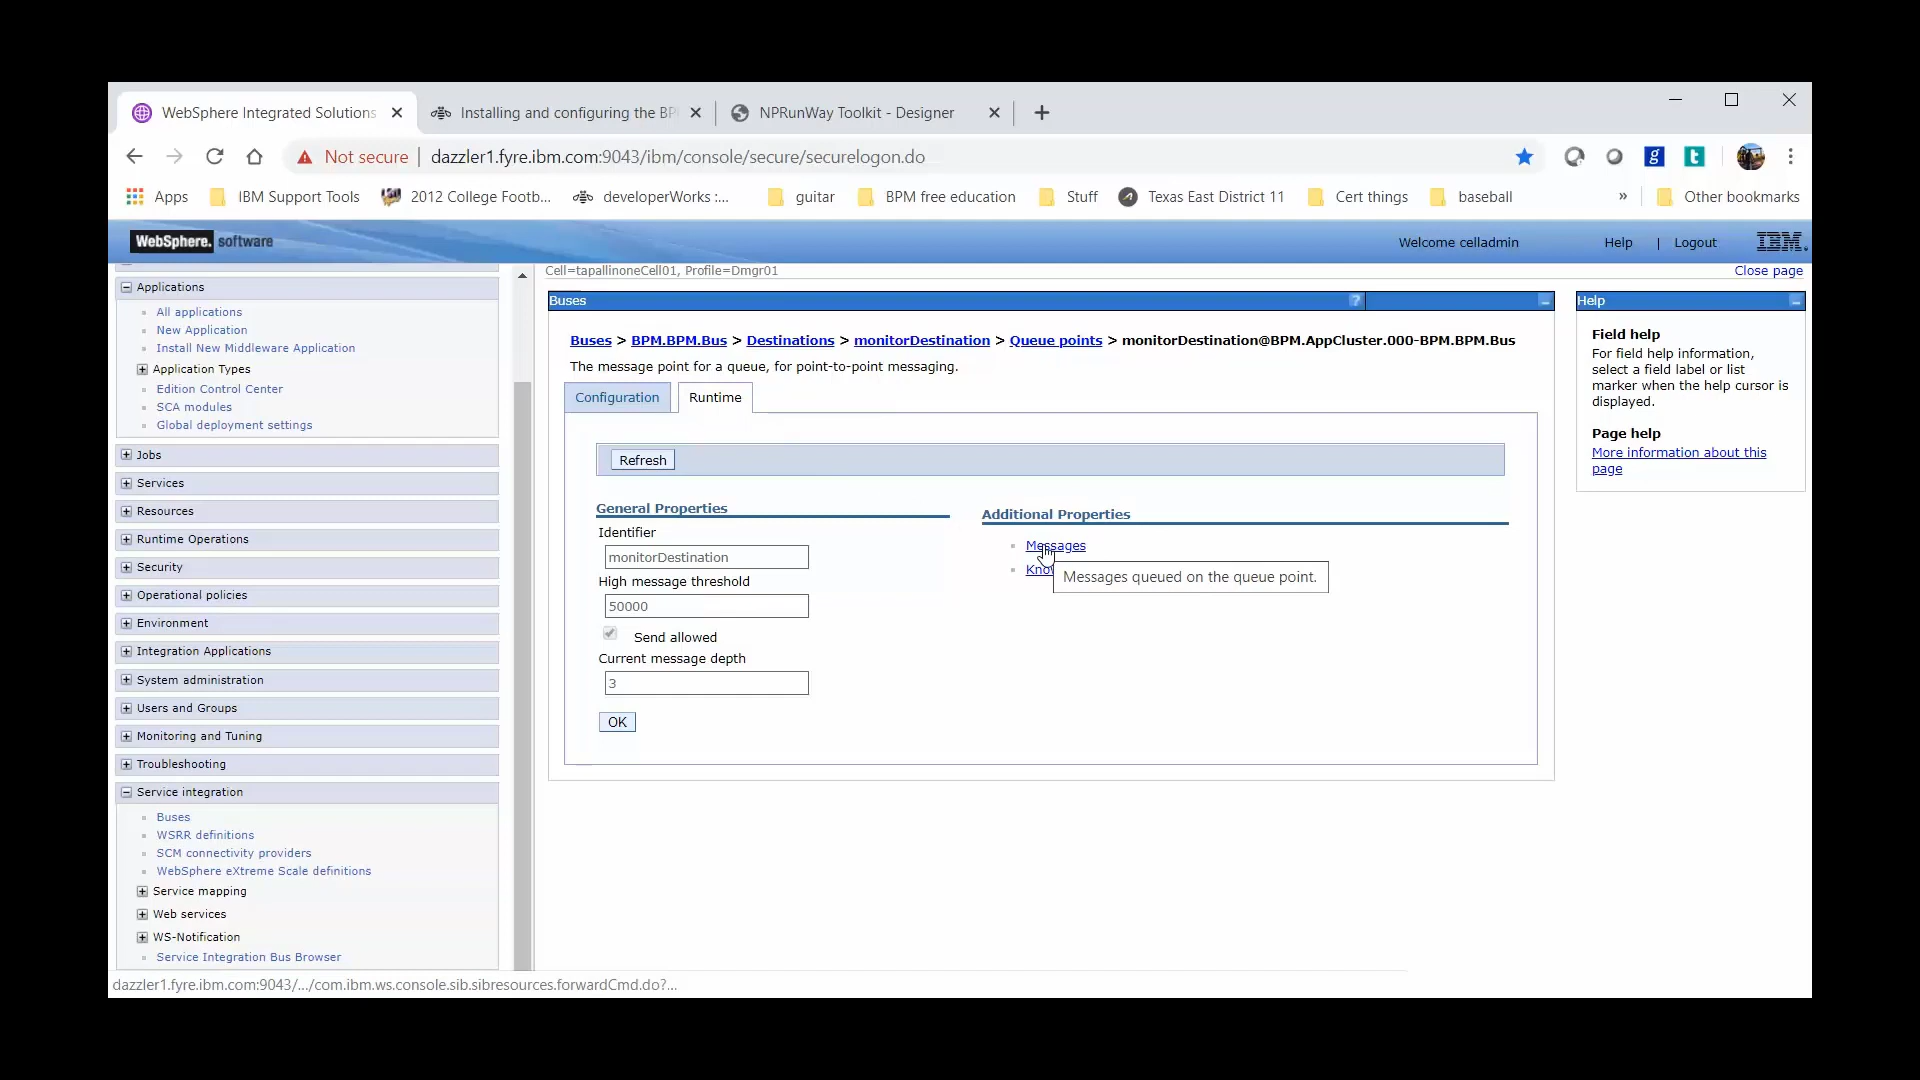 WebSphere Integrated Solutions
Installing and configuring the BP
NPRunWay Toolkit - Designer
Not secure
dazzler1.fyre.ibm.com:9043/ibm/console/secure/securelogon.do
Apps
IBM Support Tools
2012 College Footb...
developerWorks :...
guitar
BPM free education
Stuff
Texas East District 11
Cert things
baseball
»
Other bookmarks
WebSphere. software
Welcome celladmin
Help | Logout
IBM.
Cell=tapallinoneCell01, Profile=Dmgr01
Close page
Applications
All applications
New Application
Install New Middleware Application
Application Types
Edition Control Center
SCA modules
Global deployment settings
Jobs
Services
Resources
Runtime Operations
Security
Operational policies
Environment
Integration Applications
System administration
Users and Groups
Monitoring and Tuning
Troubleshooting
Service integration
Buses
WSRR definitions
SCM connectivity providers
WebSphere eXtreme Scale definitions
Service mapping
Web services
WS-Notification
Service Integration Bus Browser
Buses
?
Buses > BPM.BPM.Bus > Destinations > monitorDestination > Queue points > monitorDestination@BPM.AppCluster.000-BPM.BPM.Bus
The message point for a queue, for point-to-point messaging.
Configuration
Runtime
Refresh
General Properties
Identifier
monitorDestination
High message threshold
50000
Send allowed
Current message depth
3
OK
Additional Properties
Messages
Messages queued on the queue point.
Help
Field help
For field help information,
select a field label or list
marker when the help cursor is
displayed.
Page help
More information about this
page
dazzler1.fyre.ibm.com:9043/.../com.ibm.ws.console.sib.sibresources.forwardCmd.do?...